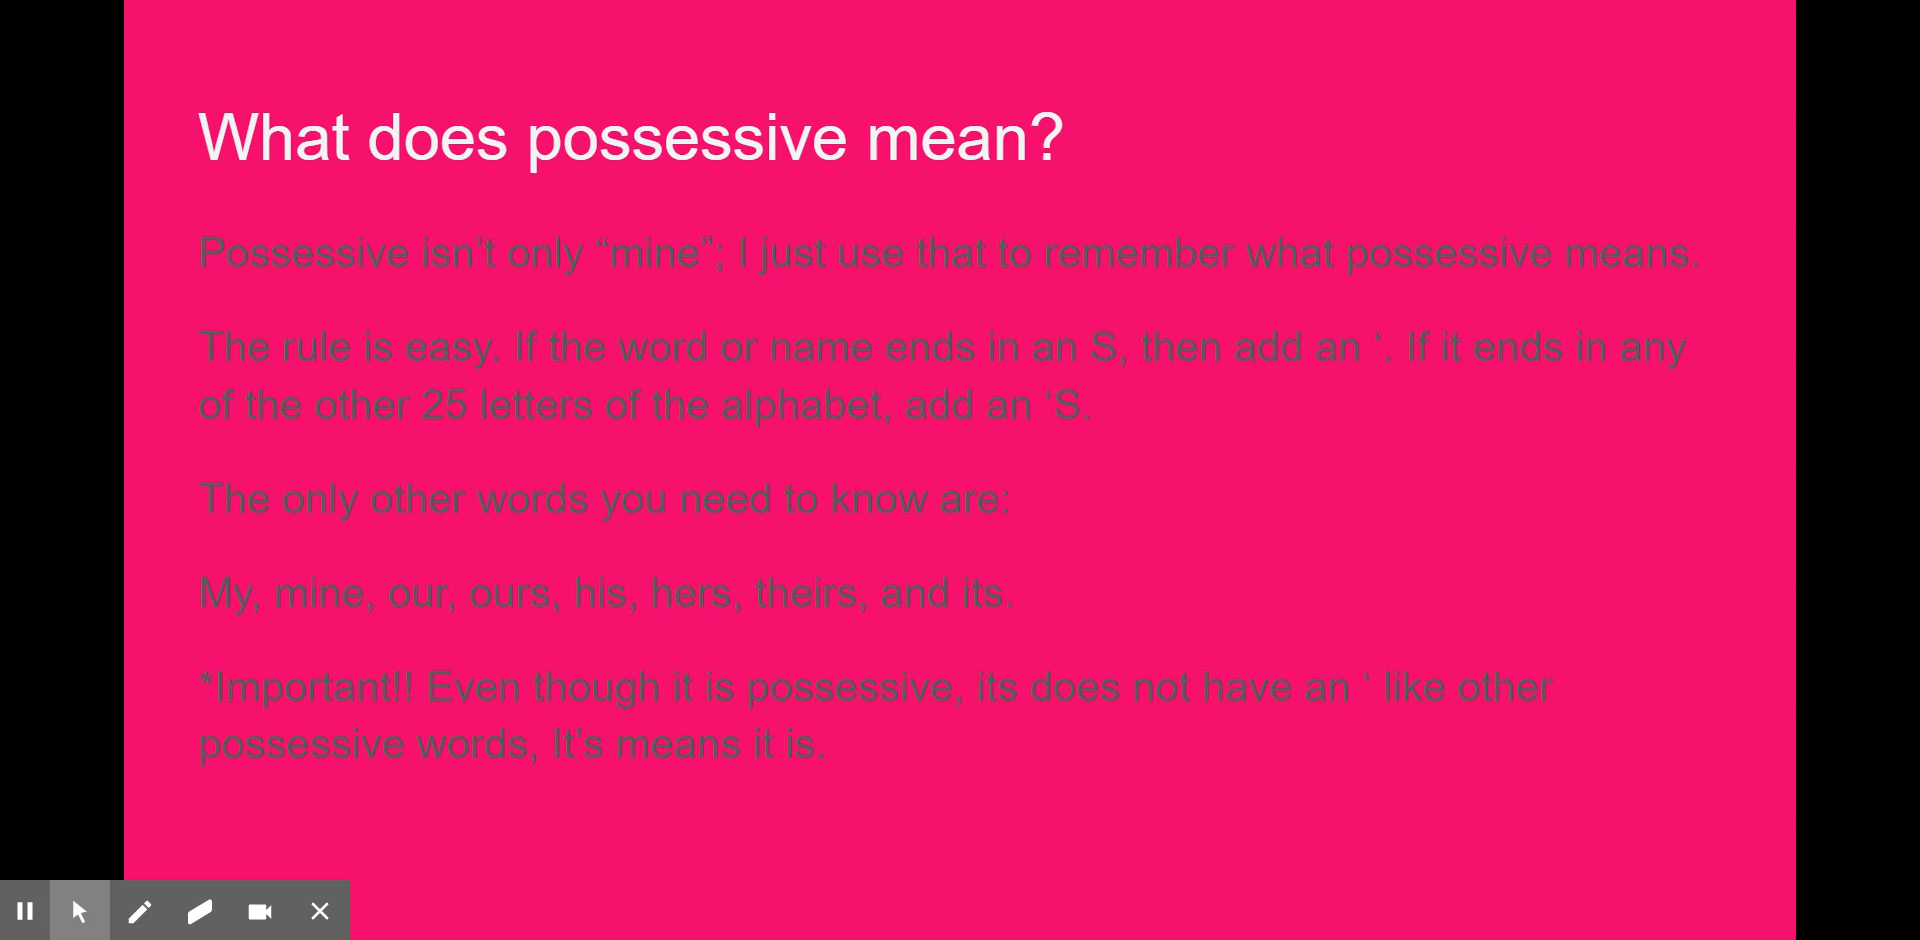 What does possessive mean?
Possessive isn’t only “mine”; I just use that to remember what possessive means.
The rule is easy. If the word or name ends in an S, then add an ‘. If it ends in any
of the other 25 letters of the alphabet, add an ‘S.
The only other words you need to know are:
My, mine, our, ours, his, hers, theirs, and its.
*Important!! Even though it is possessive, its does not have an ‘ like other
possessive words, It’s means it is.